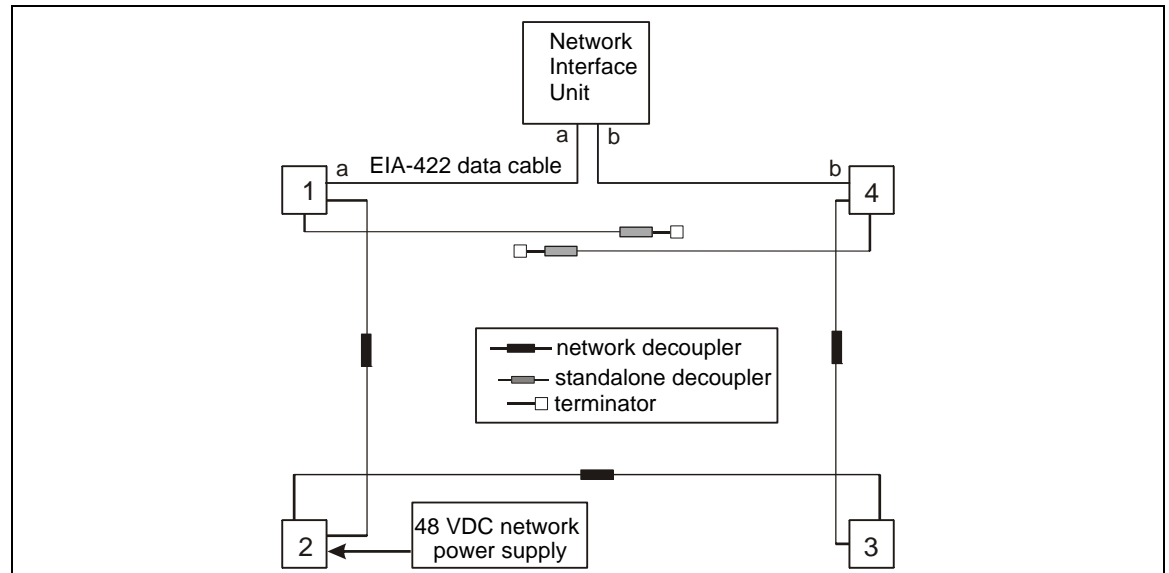 Network
Interface
Unit
a b
a EIA-422 data cable b
1 4
network decoupler
standalone decoupler
terminator
2 48 VDC network
power supply 3